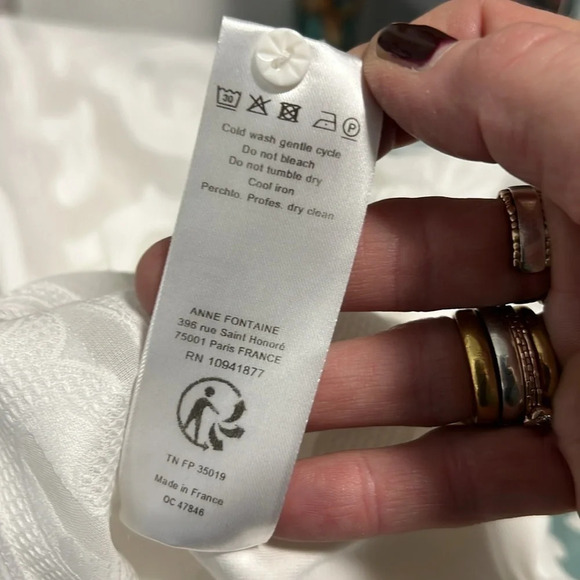 30
P
Cold wash gentle cycle
Do not bleach
Do not tumble dry
Cool iron
Perchlo. Profes. dry clean
ANNE FONTAINE
396 rue Saint Honoré
75001 Paris FRANCE
RN 10941877
TN FP 35019
Made in France
OC 47846